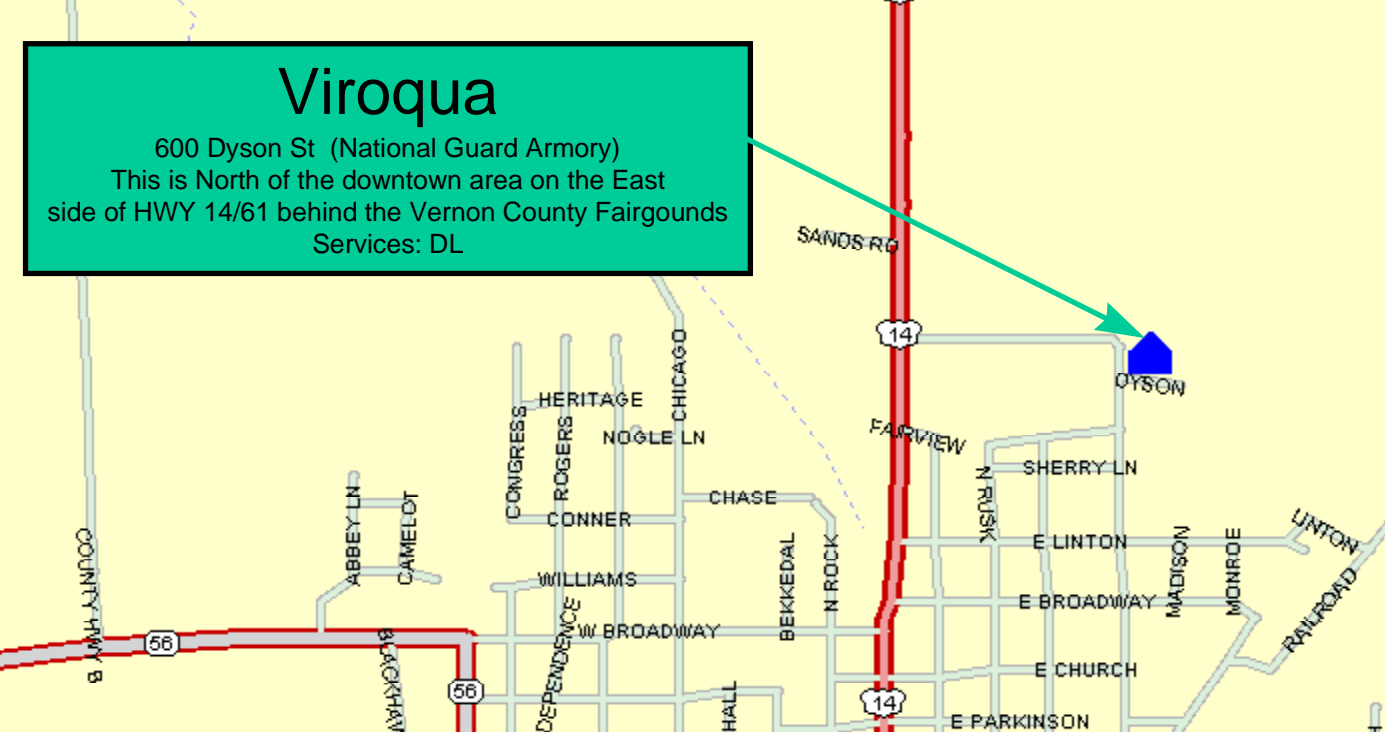 Viroqua
600 Dyson St (National Guard Armory)
This is North of the downtown area on the East
side of HWY 14/61 behind the Vernon County Fairgounds
Services: DL
SANDS RD
14
DYSON
CHICAGO
HERITAGE
FAIRVIEW
NOGLE LN
CONGRESS
ROGERS
SHERRY LN
N RUSK
ABBEY LN
CAMELOT
CHASE
CONNER
LINTON
COUNTY HWY B
BEKKEDAL
N ROCK
E LINTON
MADISON
MONROE
WILLIAMS
E BROADWAY
RAILROAD
W BROADWAY
56
BLACKHAW
DEPENDENCE
E CHURCH
56
HALL
14
E PARKINSON